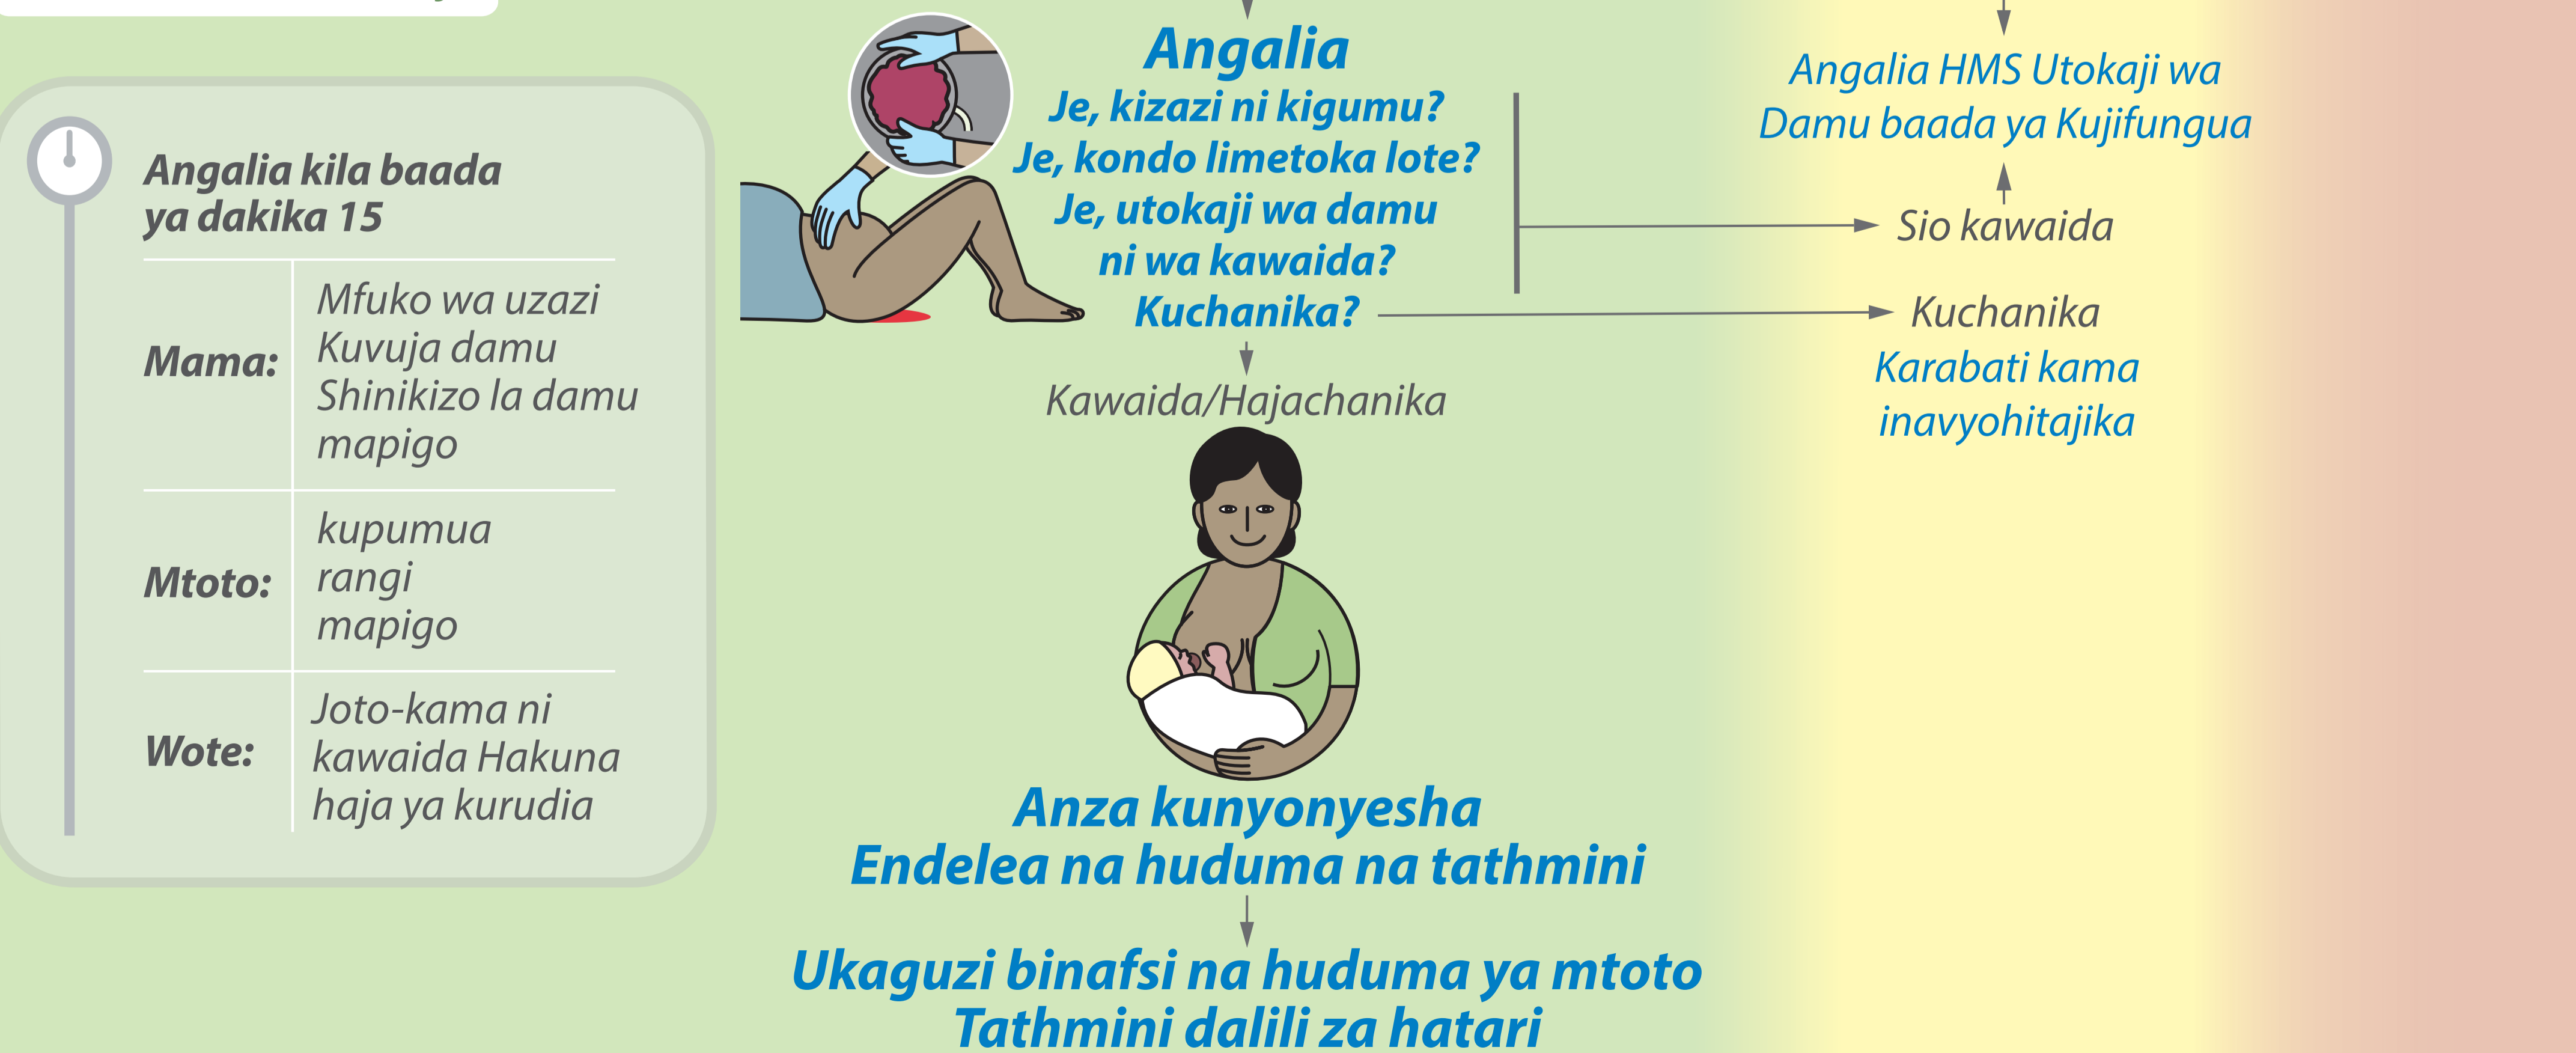 Angalia kila baada
ya dakika 15
Mama:
Mfuko wa uzazi
Kuvuja damu
Shinikizo la damu
mapigo
Mtoto:
kupumua
rangi
mapigo
Wote:
Joto-kama ni
kawaida Hakuna
haja ya kurudia
Angalia
Je, kizazi ni kigumu?
Je, kondo limetoka lote?
Je, utokaji wa damu
ni wa kawaida?
Kuchanika?
Kawaida/Hajachanika
Anza kunyonyesha
Endelea na huduma na tathmini
Ukaguzi binafsi na huduma ya mtoto
Tathmini dalili za hatari
Angalia HMS Utokaji wa
Damu baada ya Kujifungua
Sio kawaida
Kuchanika
Karabati kama
inavyohitajika